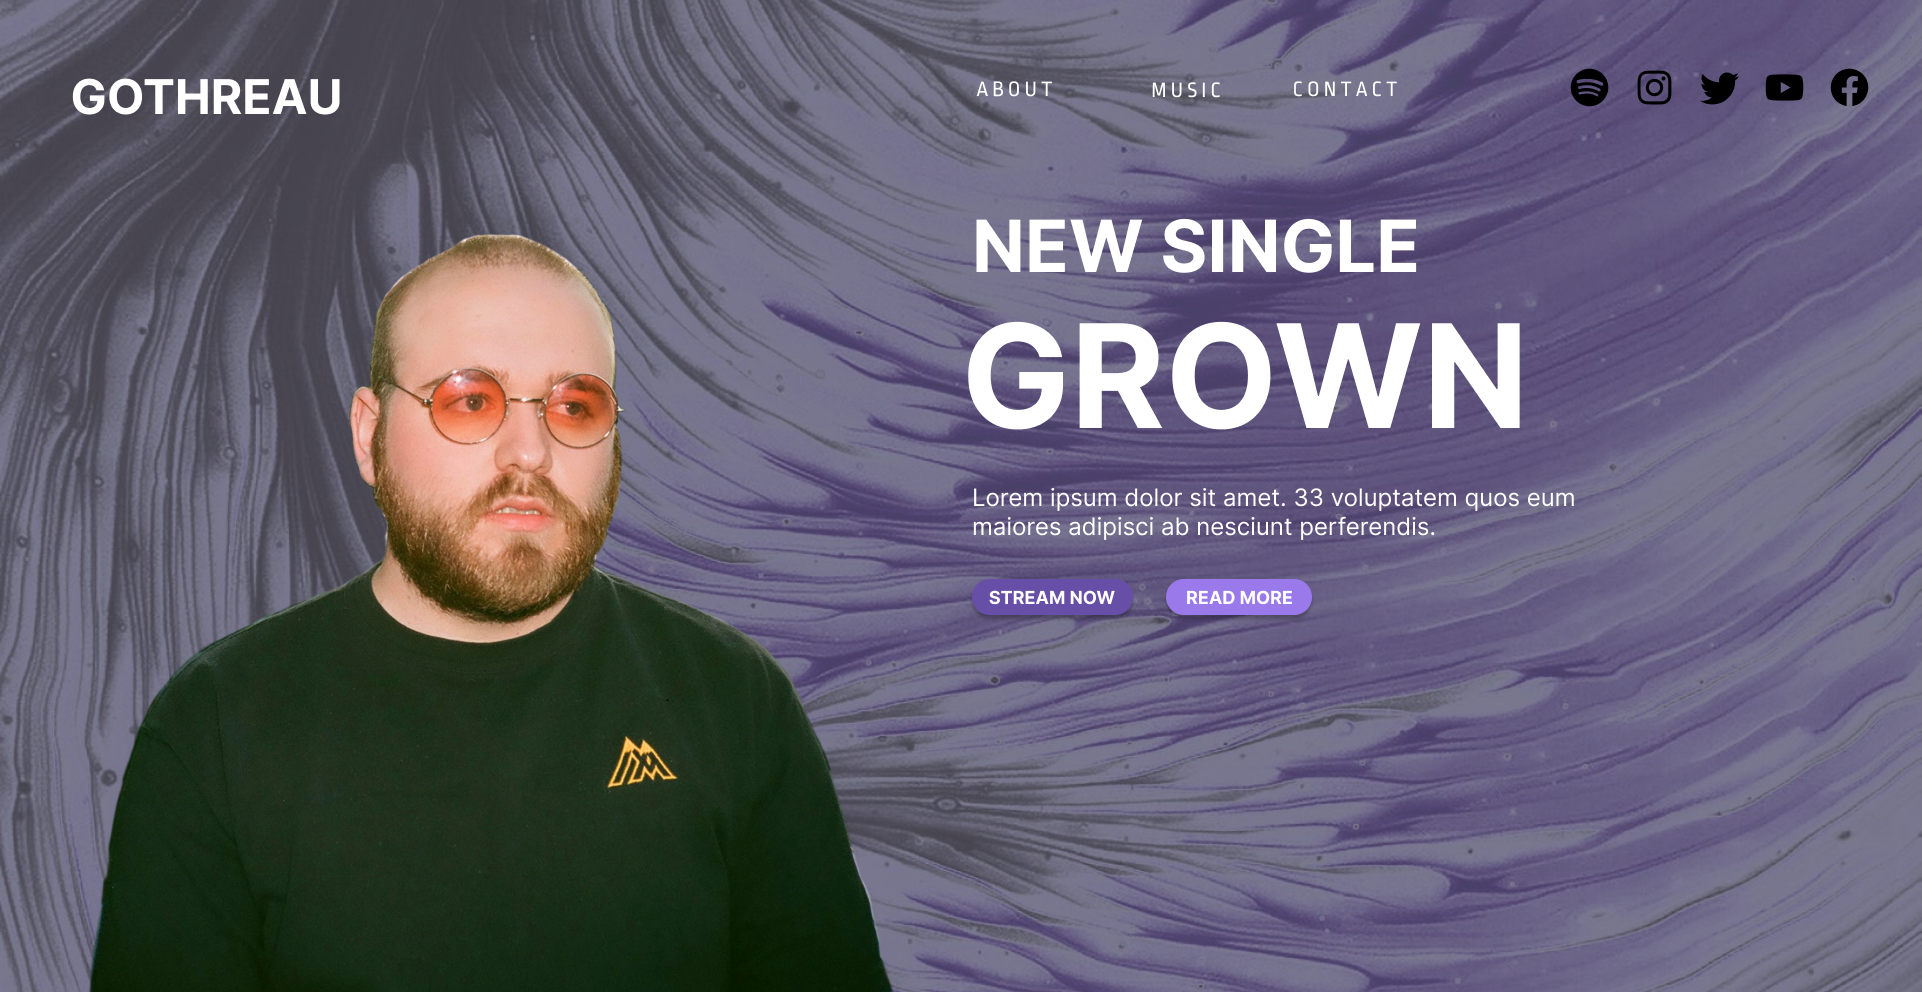 GOTHREAU
ABOUT MUSIC CONTACT
NEW SINGLE
GROWN
Lorem ipsum dolor sit amet. 33 voluptatem quos eum
maiores adipisci ab nesciunt perferendis.
STREAM NOW READ MORE